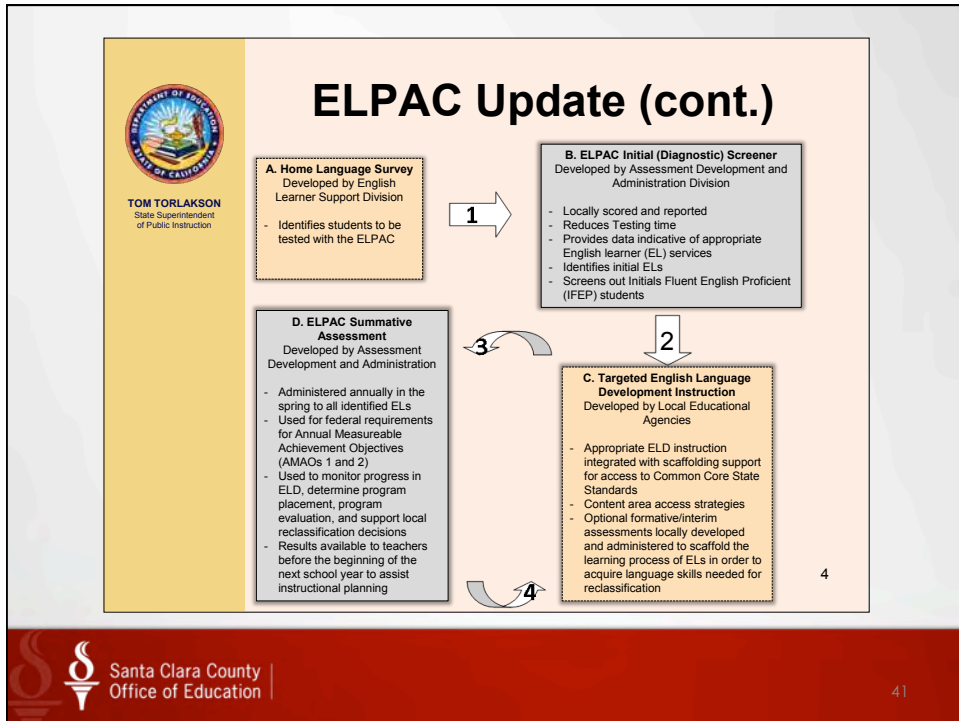 ELPAC Update (cont.)
DEPARTMENT OF EDUCATION
STATE OF CALIFORNIA
TOM TORLAKSON
State Superintendent
of Public Instruction
A. Home Language Survey
Developed by English
Learner Support Division
- Identifies students to be
tested with the ELPAC
1
B. ELPAC Initial (Diagnostic) Screener
Developed by Assessment Development and
Administration Division
- Locally scored and reported
- Reduces Testing time
- Provides data indicative of appropriate
English learner (EL) services
- Identifies initial ELs
- Screens out Initials Fluent English Proficient
(IFEP) students
2
C. Targeted English Language
Development Instruction
Developed by Local Educational
Agencies
- Appropriate ELD instruction
integrated with scaffolding support
for access to Common Core State
Standards
- Content area access strategies
- Optional formative/interim
assessments locally developed
and administered to scaffold the
learning process of ELs in order to
acquire language skills needed for
reclassification
3
D. ELPAC Summative
Assessment
Developed by Assessment
Development and Administration
- Administered annually in the
spring to all identified ELs
- Used for federal requirements
for Annual Measureable
Achievement Objectives
(AMAOs 1 and 2)
- Used to monitor progress in
ELD, determine program
placement, program
evaluation, and support local
reclassification decisions
- Results available to teachers
before the beginning of the
next school year to assist
instructional planning
4
4
Santa Clara County
Office of Education
41